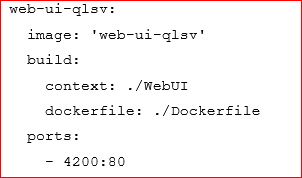 web-ui-qlsv:
  image: 'web-ui-qlsv'
  build:
    context: ./WebUI
    dockerfile: ./Dockerfile
  ports:
    - 4200:80